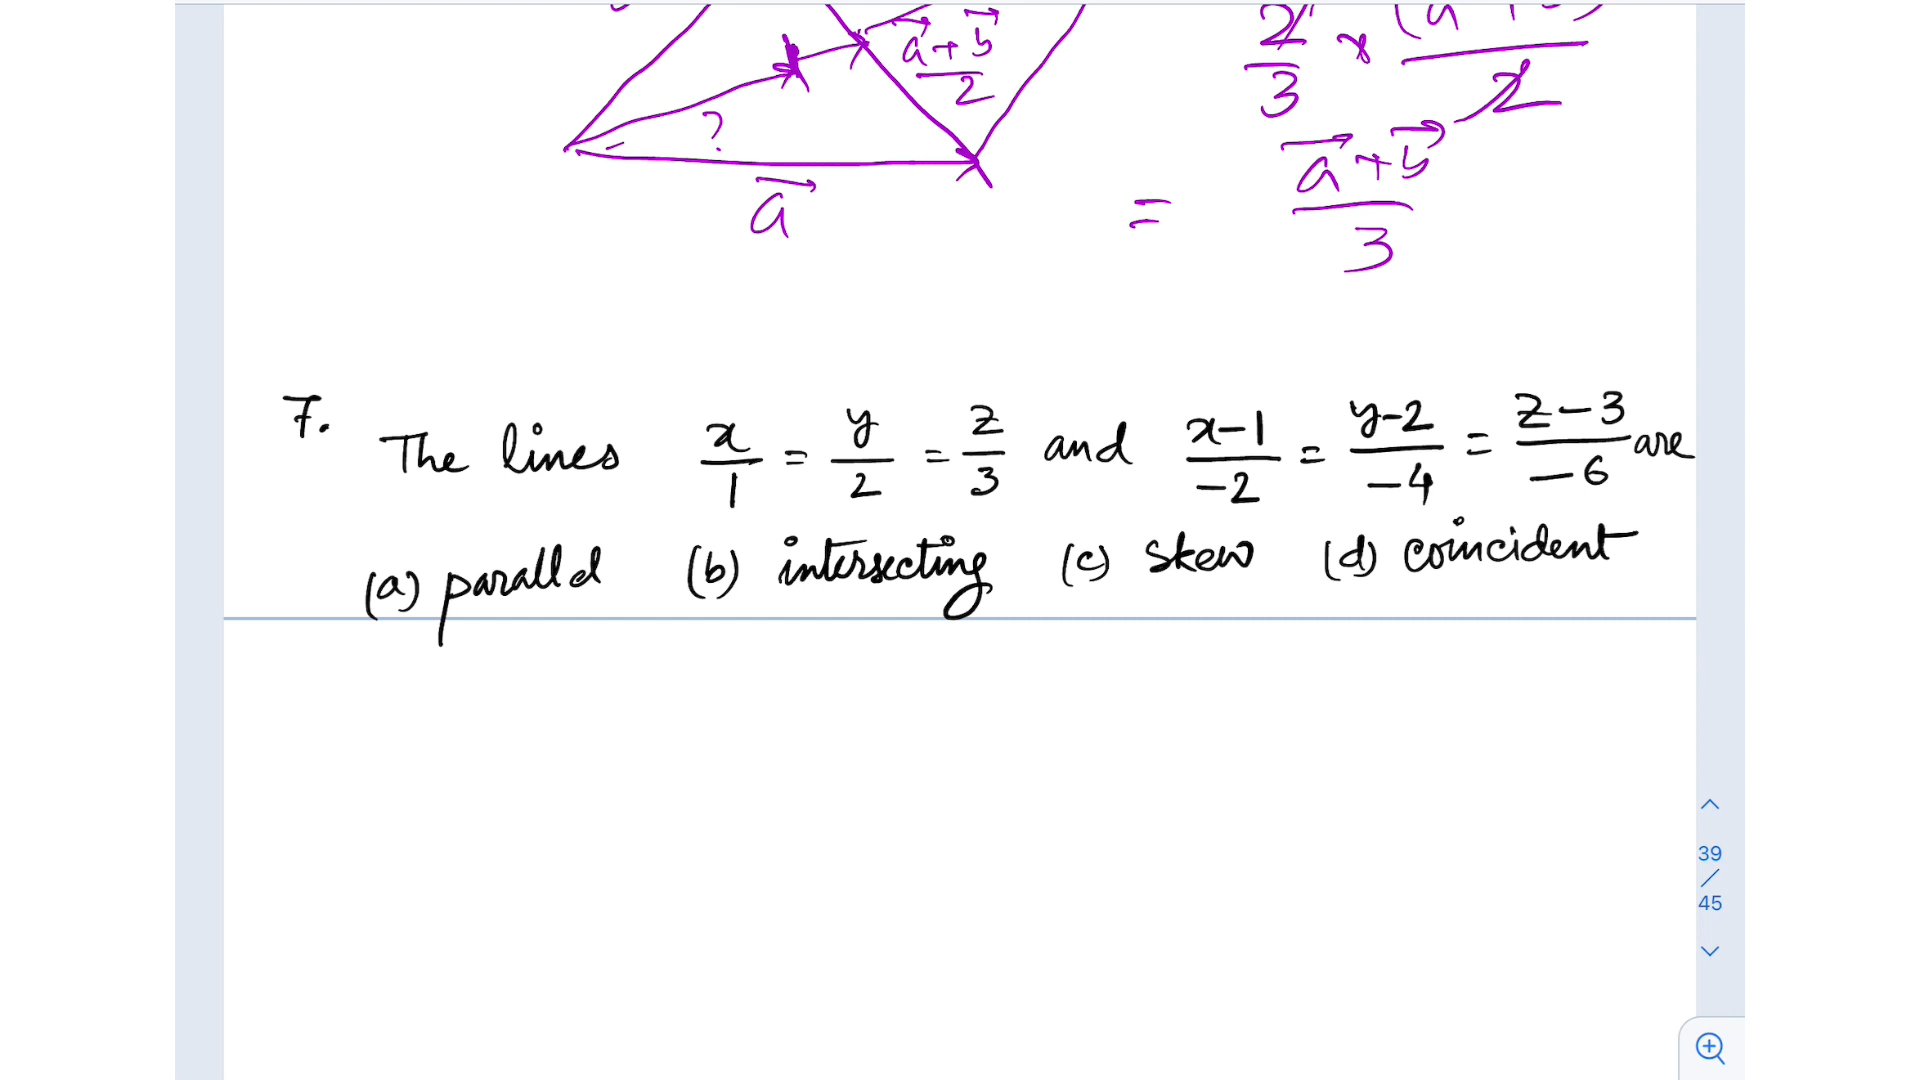 2/3 × /2
(a⃗ + b⃗)/2
?
a⃗
= (a⃗ + b⃗)/3
7. The lines x/1 = y/2 = z/3 and (x-1)/-2 = (y-2)/-4 = (z-3)/-6 are
(a) parallel (b) intersecting (c) skew (d) coincident
39
/
45